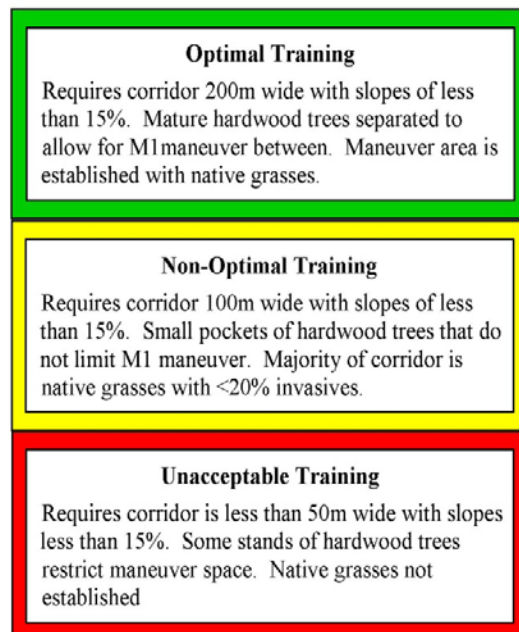 Optimal Training
Requires corridor 200m wide with slopes of less
than 15%. Mature hardwood trees separated to
allow for M1maneuver between. Maneuver area is
established with native grasses.
Non-Optimal Training
Requires corridor 100m wide with slopes of less
than 15%. Small pockets of hardwood trees that do
not limit M1 maneuver. Majority of corridor is
native grasses with <20% invasives.
Unacceptable Training
Requires corridor is less than 50m wide with slopes
less than 15%. Some stands of hardwood trees
restrict maneuver space. Native grasses not
established